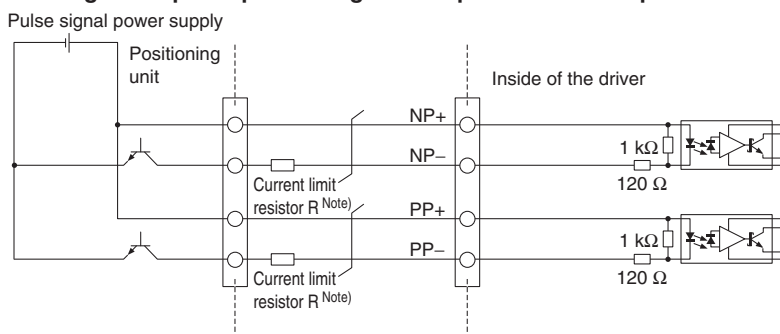 Pulse signal power supply
Positioning
unit
Inside of the driver
NP+
NP−
Current limit
resistor R Note)
PP+
PP−
Current limit
resistor R Note)
1 kΩ
120 Ω
1 kΩ
120 Ω